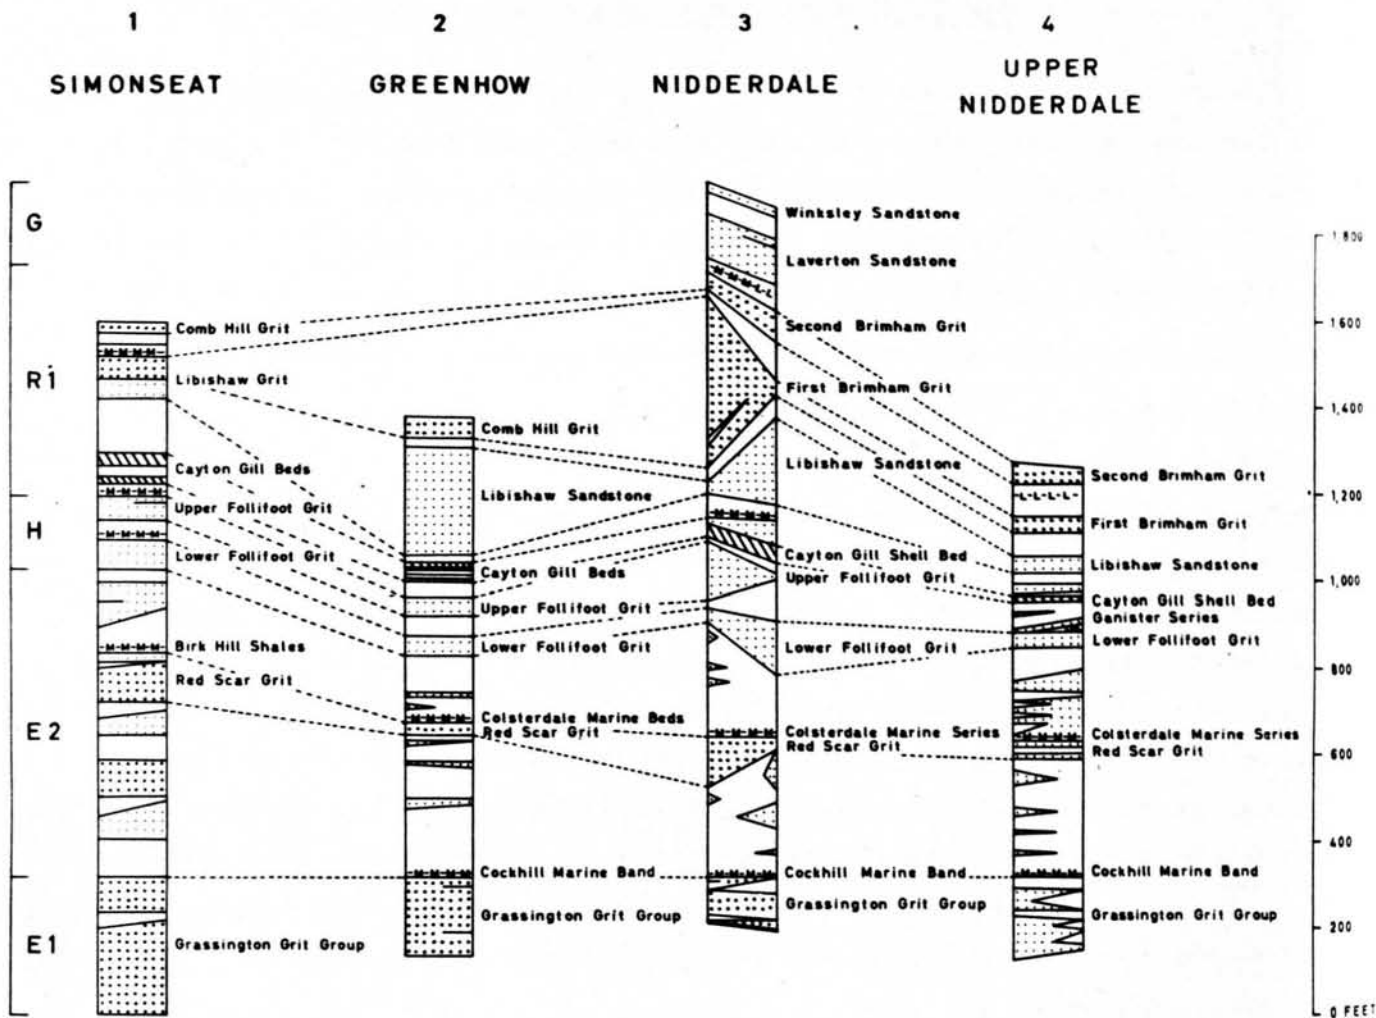 1
2
3
4
SIMONSEAT
GREENHOW
NIDDERDALE
UPPER
NIDDERDALE
G
R1
H
E2
E1
Comb Hill Grit
Libishaw Grit
Cayton Gill Beds
Upper Follifoot Grit
Lower Follifoot Grit
Birk Hill Shales
Red Scar Grit
Grassington Grit Group
Comb Hill Grit
Libishaw Sandstone
Cayton Gill Beds
Upper Follifoot Grit
Lower Follifoot Grit
Colsterdale Marine Beds
Red Scar Grit
Cockhill Marine Band
Grassington Grit Group
Winksley Sandstone
Laverton Sandstone
Second Brimham Grit
First Brimham Grit
Libishaw Sandstone
Cayton Gill Shell Bed
Upper Follifoot Grit
Lower Follifoot Grit
Colsterdale Marine Series
Red Scar Grit
Cockhill Marine Band
Grassington Grit Group
Second Brimham Grit
First Brimham Grit
Libishaw Sandstone
Cayton Gill Shell Bed
Ganister Series
Lower Follifoot Grit
Colsterdale Marine Series
Red Scar Grit
Cockhill Marine Band
Grassington Grit Group
1,800
1600
1,400
1,200
1,000
800
600
400
200
0 FEET